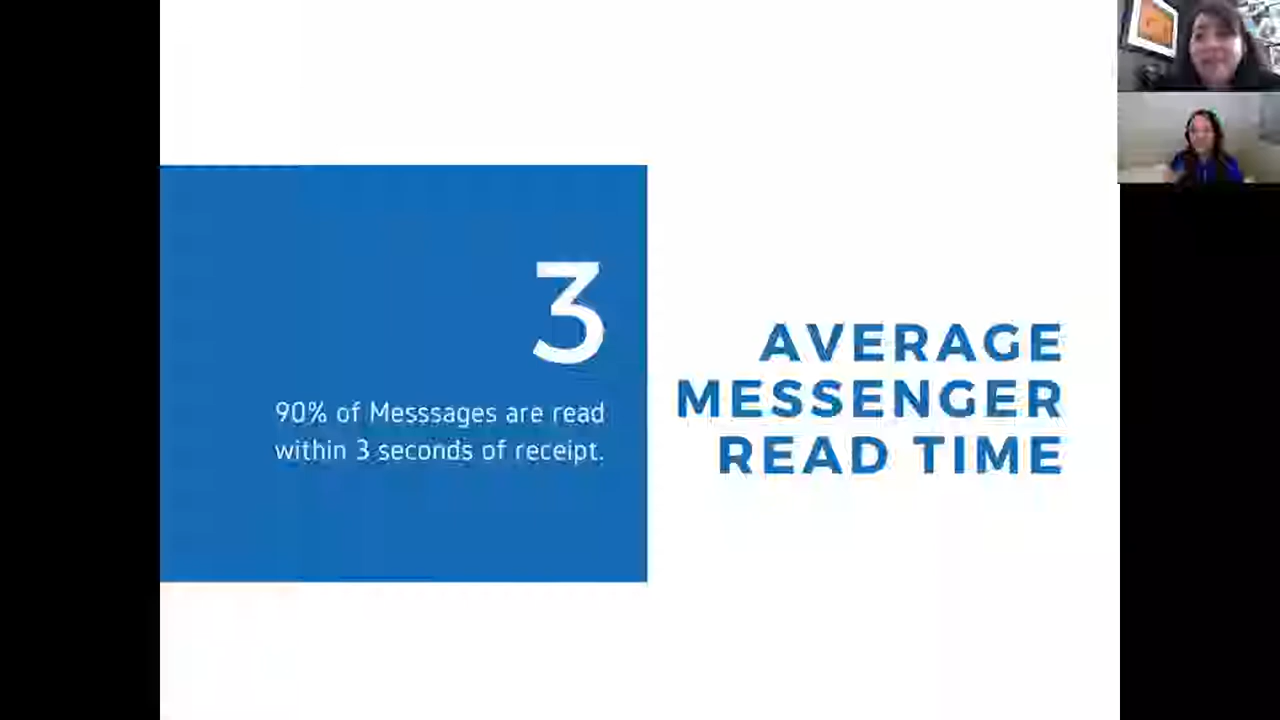 3
90% of Messsages are read
within 3 seconds of receipt.
AVERAGE
MESSENGER
READ TIME